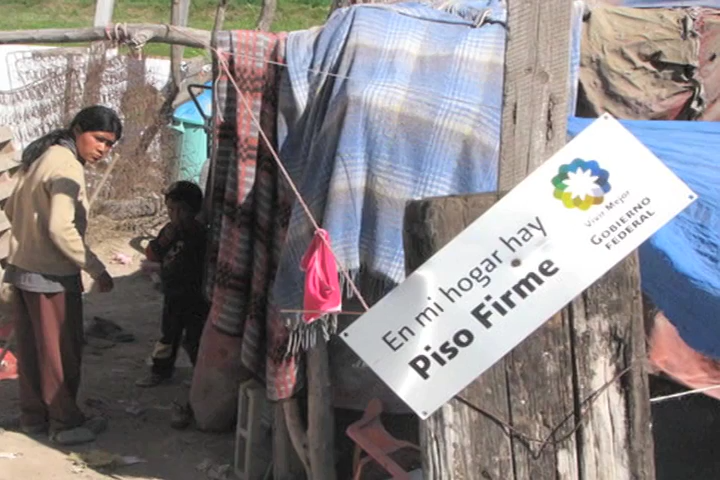 En mi hogar hay
Piso Firme
Vivir Mejor
GOBIERNO
FEDERAL